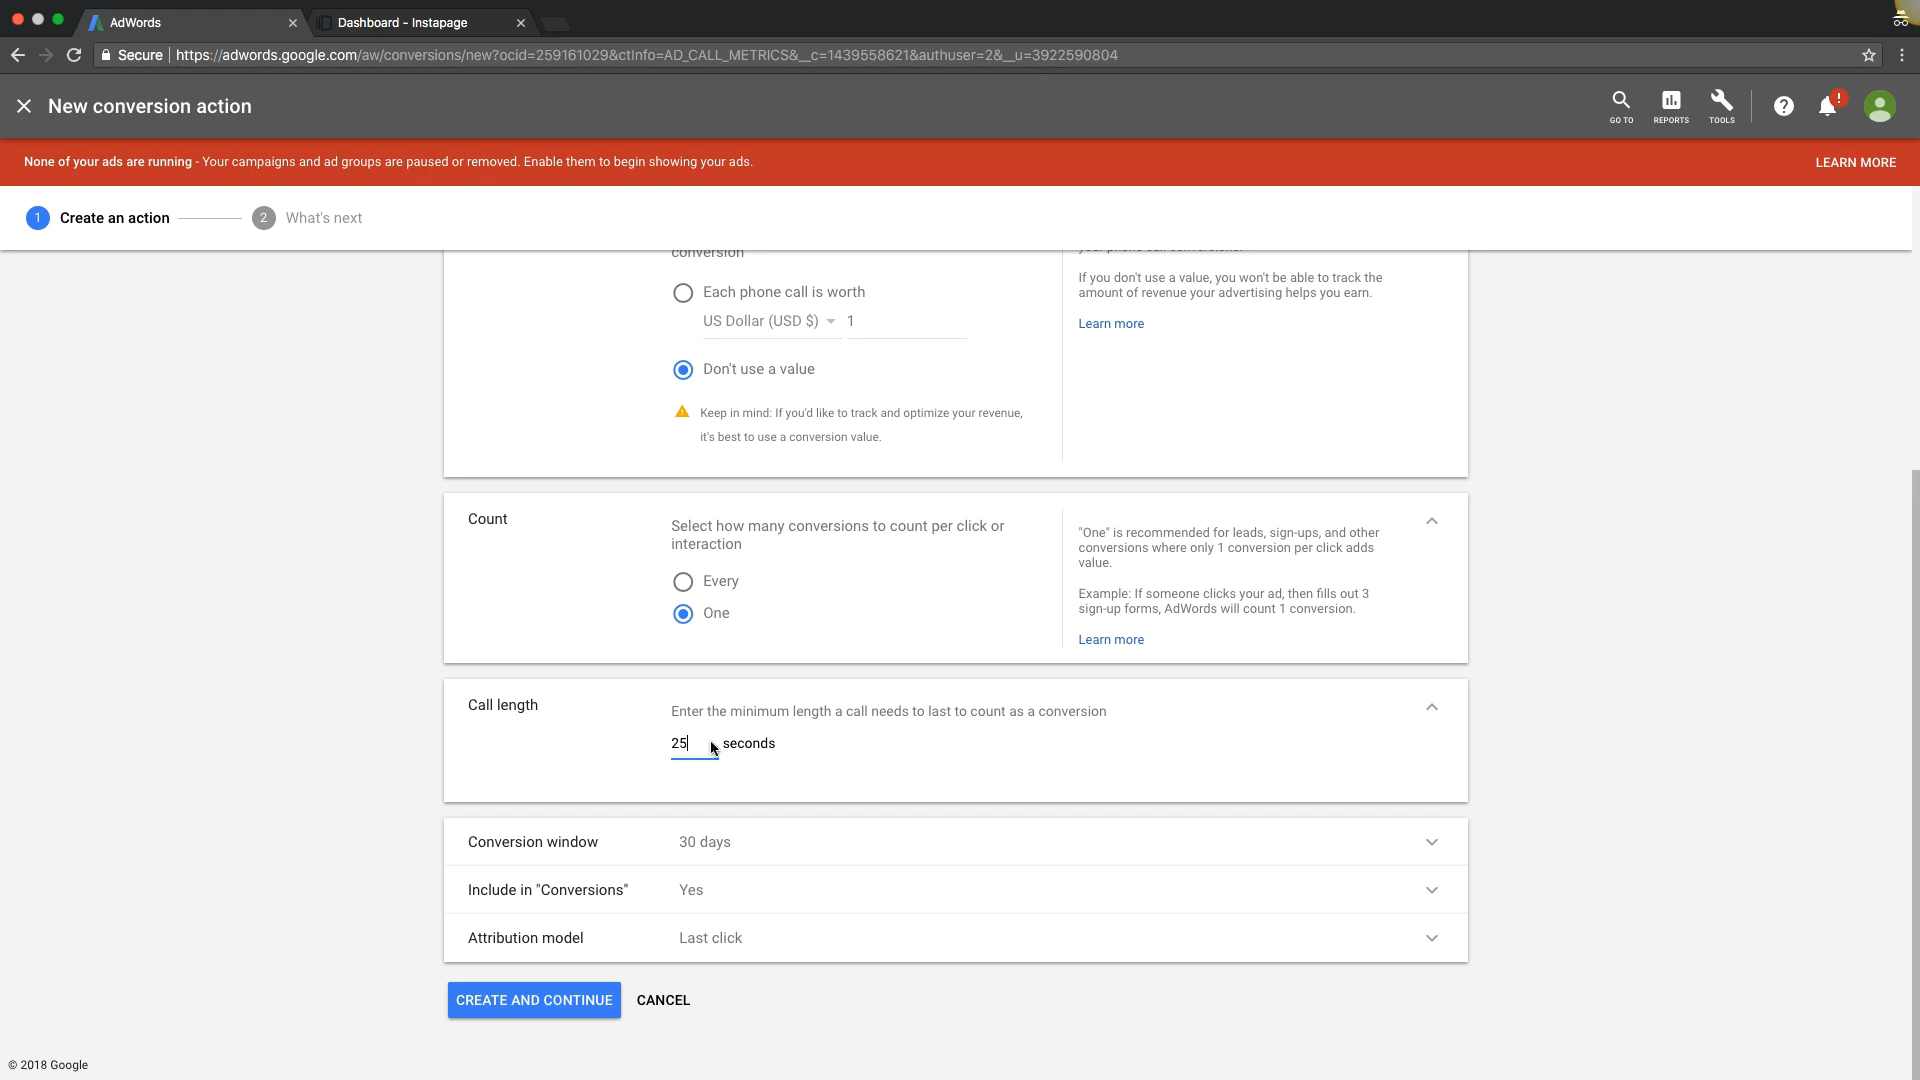 AdWords
Dashboard - Instapage
Secure
https://adwords.google.com/aw/conversions/new?ocid=259161029&ctInfo=AD_CALL_METRICS&__c=1439558621&authuser=2&__u=3922590804
New conversion action
GO TO
REPORTS
TOOLS
?
!
None of your ads are running - Your campaigns and ad groups are paused or removed. Enable them to begin showing your ads.
LEARN MORE
1 Create an action
2 What's next
conversion
Each phone call is worth
US Dollar (USD $) 1
Don't use a value
Keep in mind: If you'd like to track and optimize your revenue,
it's best to use a conversion value.
your phone call conversions.
If you don't use a value, you won't be able to track the
amount of revenue your advertising helps you earn.
Learn more
Count
Select how many conversions to count per click or
interaction
Every
One
"One" is recommended for leads, sign-ups, and other
conversions where only 1 conversion per click adds
value.
Example: If someone clicks your ad, then fills out 3
sign-up forms, AdWords will count 1 conversion.
Learn more
Call length
Enter the minimum length a call needs to last to count as a conversion
25 seconds
Conversion window
30 days
Include in "Conversions"
Yes
Attribution model
Last click
CREATE AND CONTINUE
CANCEL
© 2018 Google